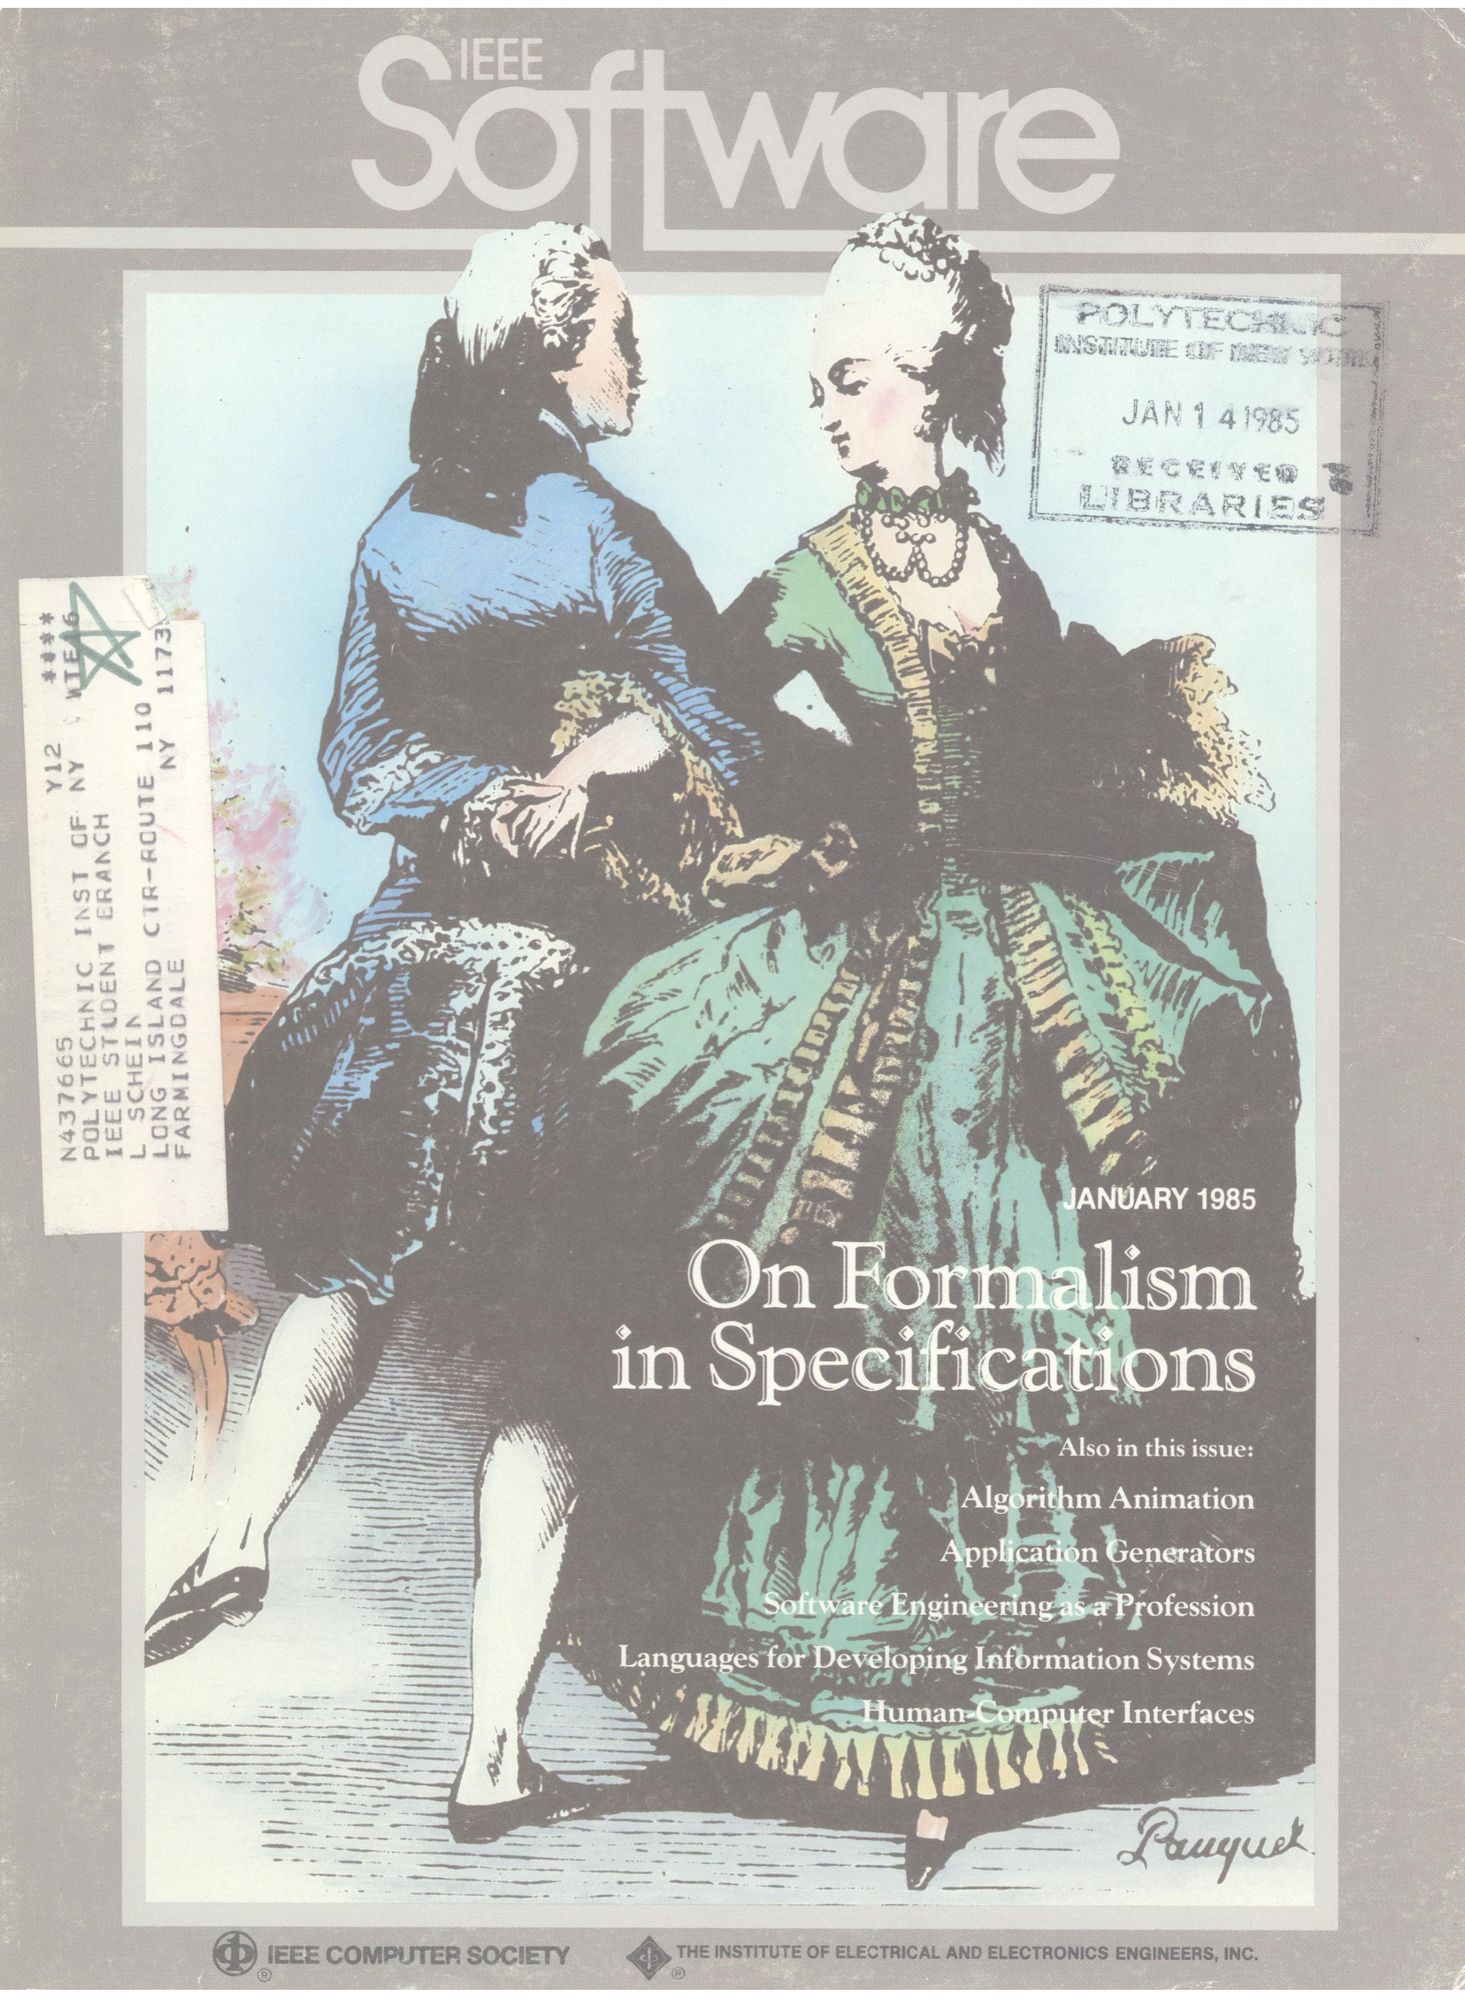 IEEE
Software
POLYTECHNIC
INSTITUTE OF NEW YORK
JAN 14 1985
RECEIVED
LIBRARIES
N437665 Y12 ****
POLYTECHNIC INST OF NY
IEEE STUDENT BRANCH
L SCHEIN
LONG ISLAND CTR-ROUTE 110
FARMINGDALE NY 1173
JANUARY 1985
On Formalism
in Specifications
Also in this issue:
Algorithm Animation
Application Generators
Software Engineering as a Profession
Languages for Developing Information Systems
Human-Computer Interfaces
Pauquet
IEEE COMPUTER SOCIETY
®
THE INSTITUTE OF ELECTRICAL AND ELECTRONICS ENGINEERS, INC.
®